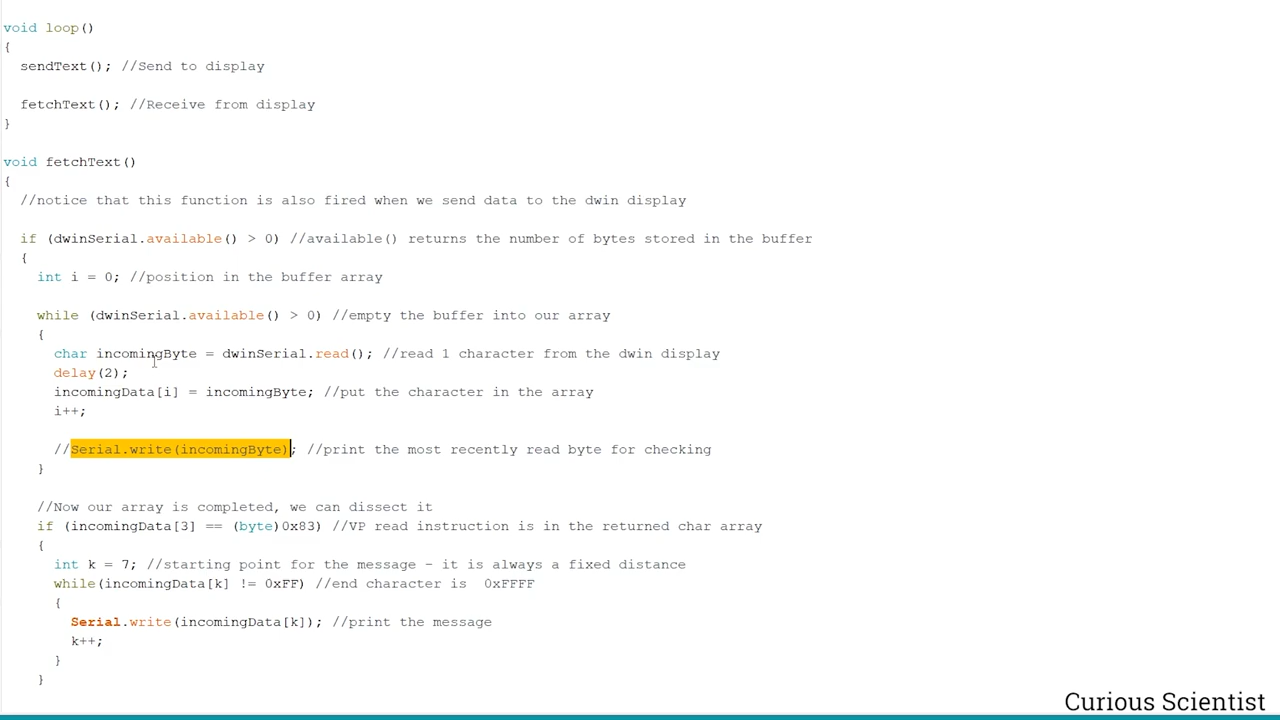 void loop()
{
sendText(); //Send to display
fetchText(); //Receive from display
}
void fetchText()
{
//notice that this function is also fired when we send data to the dwin display
if (dwinSerial.available() > 0) //available() returns the number of bytes stored in the buffer
{
int i = 0; //position in the buffer array
while (dwinSerial.available() > 0) //empty the buffer into our array
{
char incomingByte = dwinSerial.read(); //read 1 character from the dwin display
delay(2);
incomingData[i] = incomingByte; //put the character in the array
i++;
//Serial.write(incomingByte); //print the most recently read byte for checking
}
//Now our array is completed, we can dissect it
if (incomingData[3] == (byte)0x83) //VP read instruction is in the returned char array
{
int k = 7; //starting point for the message - it is always a fixed distance
while(incomingData[k] != 0xFF) //end character is  0xFFFF
{
Serial.write(incomingData[k]); //print the message
k++;
}
}
Curious Scientist